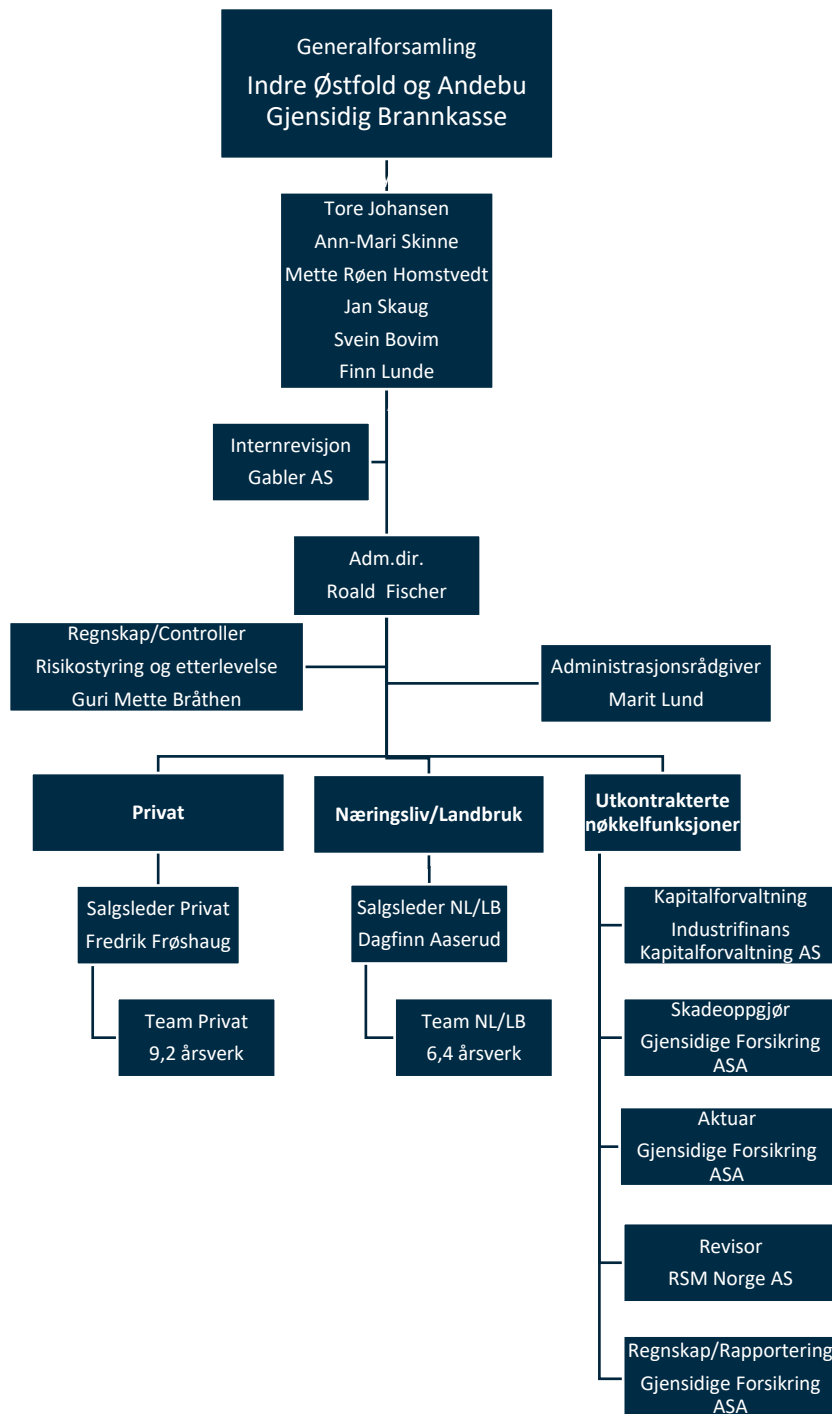 Generalforsamling
Indre Østfold og Andebu
Gjensidig Brannkasse
Tore Johansen
Ann-Mari Skinne
Mette Røen Homstvedt
Jan Skaug
Svein Bovim
Finn Lunde
Internrevisjon
Gabler AS
Adm.dir.
Roald Fischer
Regnskap/Controller
Risikostyring og etterlevelse
Guri Mette Bråthen
Administrasjonsrådgiver
Marit Lund
Privat
Salgsleder Privat
Fredrik Frøshaug
Team Privat
9,2 årsverk
Næringsliv/Landbruk
Salgsleder NL/LB
Dagfinn Aaserud
Team NL/LB
6,4 årsverk
Utkontrakterte
nøkkelfunksjoner
Kapitalforvaltning
Industrifinans
Kapitalforvaltning AS
Skadeoppgjør
Gjensidige Forsikring
ASA
Aktuar
Gjensidige Forsikring
ASA
Revisor
RSM Norge AS
Regnskap/Rapportering
Gjensidige Forsikring
ASA